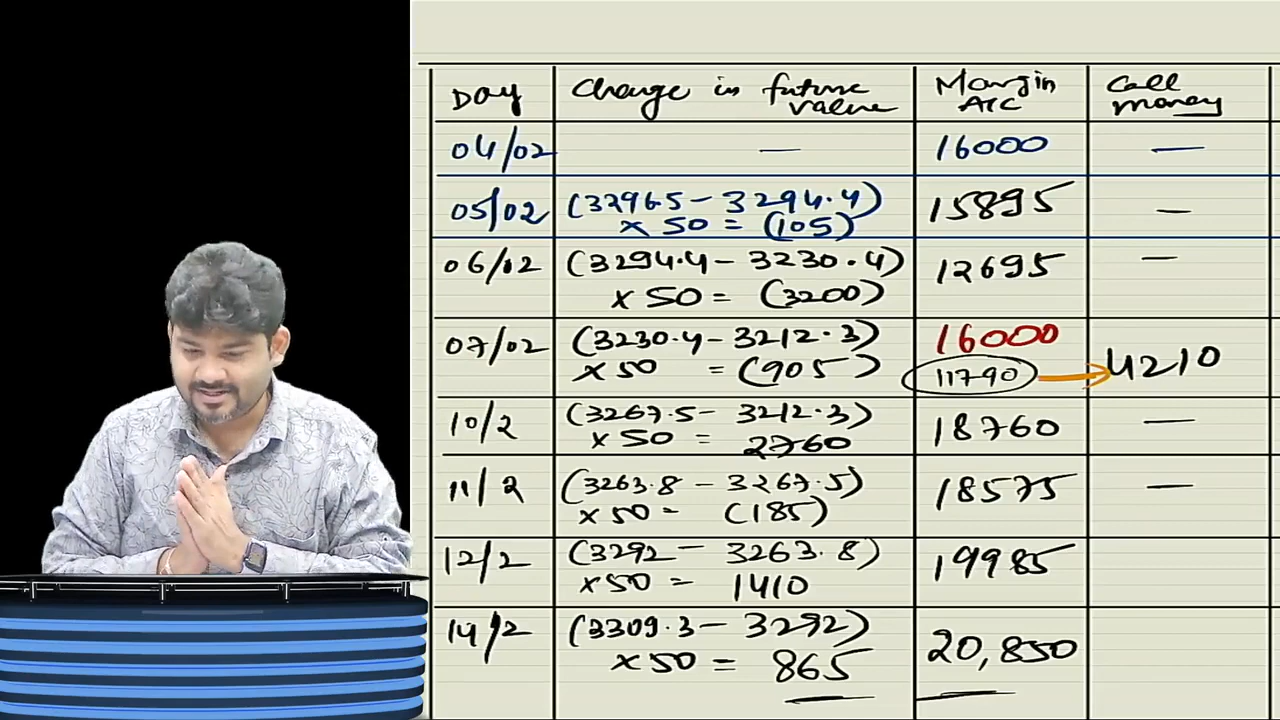 Day Change in future value Margin A/C Call money
04/02 — 16000 —
05/02 (3296.5 - 3294.4) 15895 —
x 50 = (105)
06/02 (3294.4 - 3230.4) 12695 —
x 50 = (3200)
07/02 (3230.4 - 3212.3) 16000
x 50 = (905) 11790 → 4210
10/2 (3267.5 - 3212.3) 18760 —
x 50 = 2760
11/2 (3263.8 - 3267.5) 18575 —
x 50 = (185)
12/2 (3292 - 3263.8) 19985
x 50 = 1410
14/2 (3309.3 - 3292) 20,850
x 50 = 865